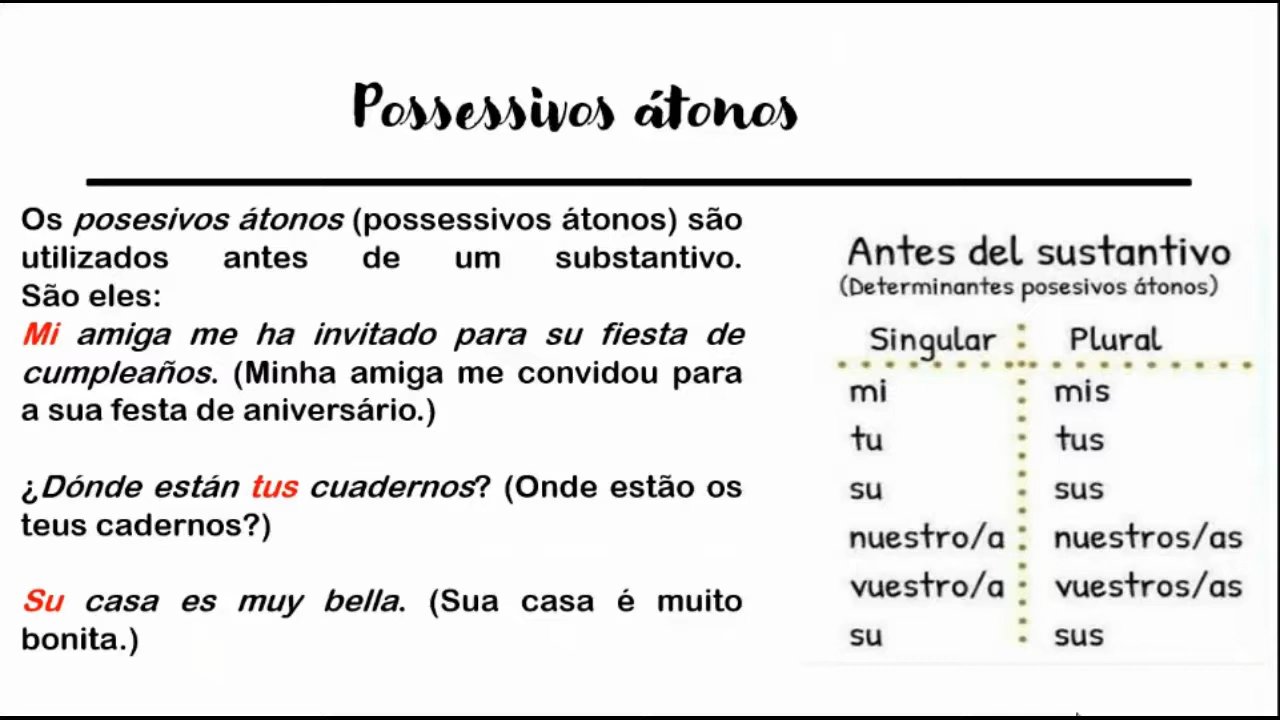 Possessivos átonos
Os posesivos átonos (possessivos átonos) são
utilizados antes de um substantivo.
São eles:
Mi amiga me ha invitado para su fiesta de
cumpleaños. (Minha amiga me convidou para
a sua festa de aniversário.)
¿Dónde están tus cuadernos? (Onde estão os
teus cadernos?)
Su casa es muy bella. (Sua casa é muito
bonita.)
Antes del sustantivo
(Determinantes posesivos átonos)
Singular Plural
mi mis
tu tus
su sus
nuestro/a nuestros/as
vuestro/a vuestros/as
su sus